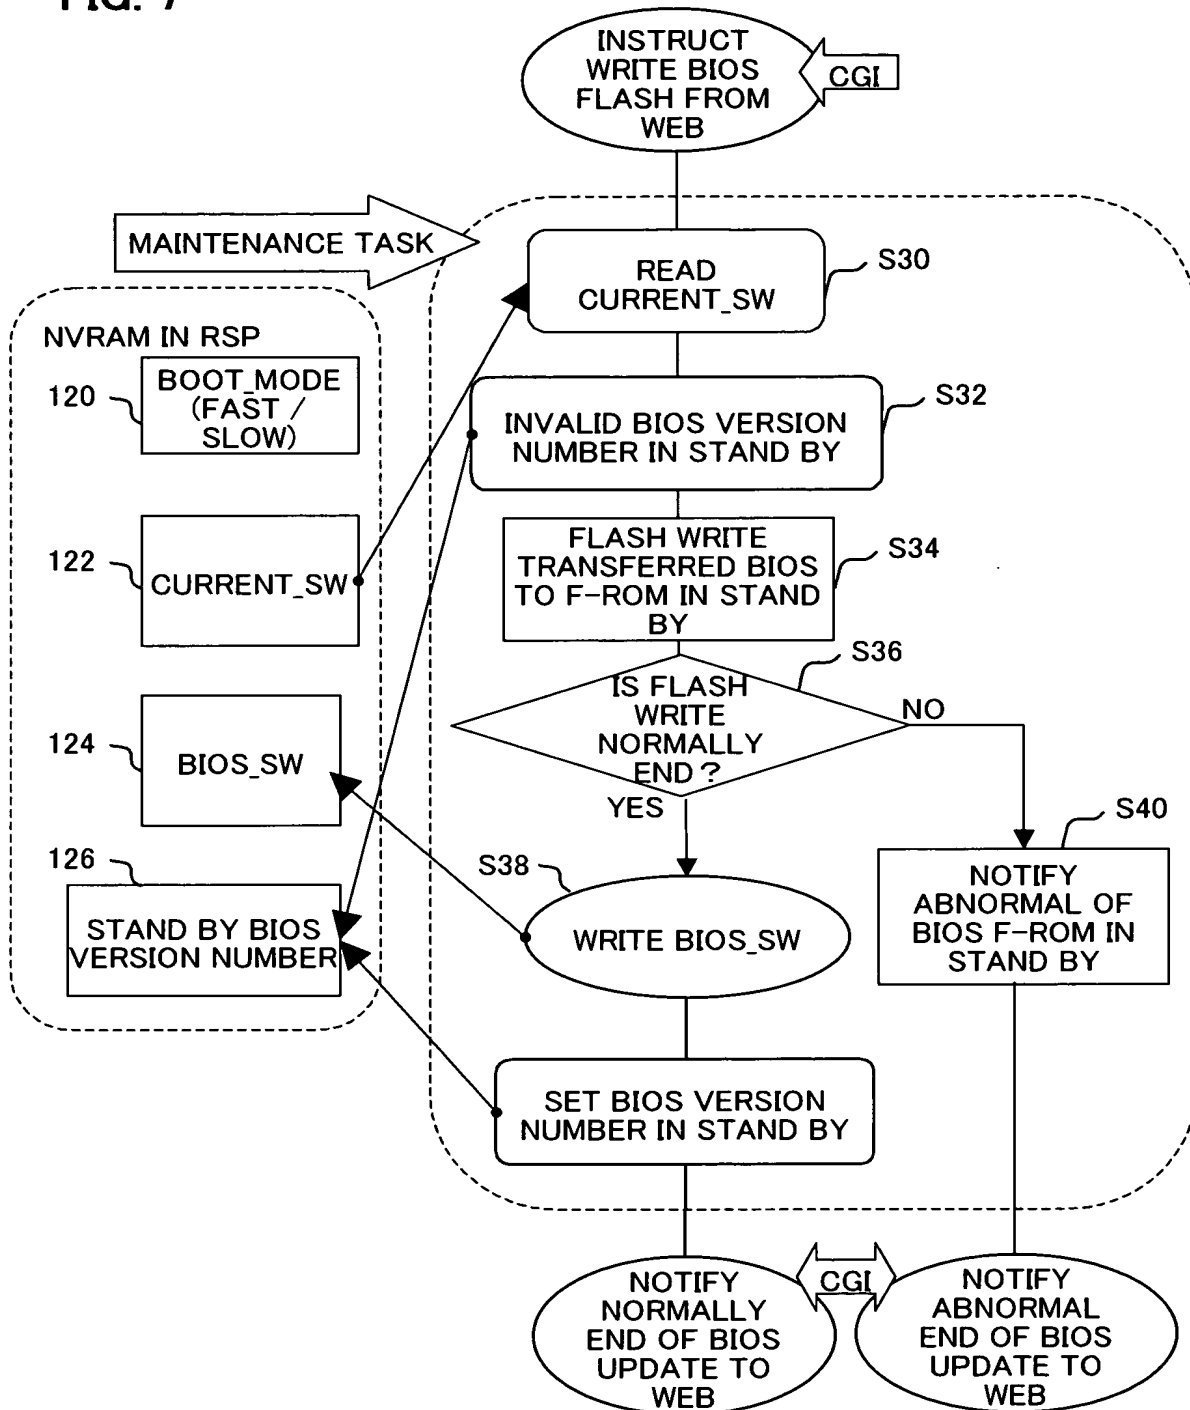 FIG. 7
INSTRUCT
WRITE BIOS
FLASH FROM
WEB
CGI
MAINTENANCE TASK
READ
CURRENT_SW
S30
NVRAM IN RSP
120
BOOT_MODE
(FAST /
SLOW)
INVALID BIOS VERSION
NUMBER IN STAND BY
S32
122
CURRENT_SW
FLASH WRITE
TRANSFERRED BIOS
TO F-ROM IN STAND
BY
S34
S36
IS FLASH
WRITE
NORMALLY
END?
NO
YES
124
BIOS_SW
126
STAND BY BIOS
VERSION NUMBER
S38
WRITE BIOS_SW
S40
NOTIFY
ABNORMAL OF
BIOS F-ROM IN
STAND BY
SET BIOS VERSION
NUMBER IN STAND BY
NOTIFY
NORMALLY
END OF BIOS
UPDATE TO
WEB
CGI
NOTIFY
ABNORMAL
END OF BIOS
UPDATE TO
WEB